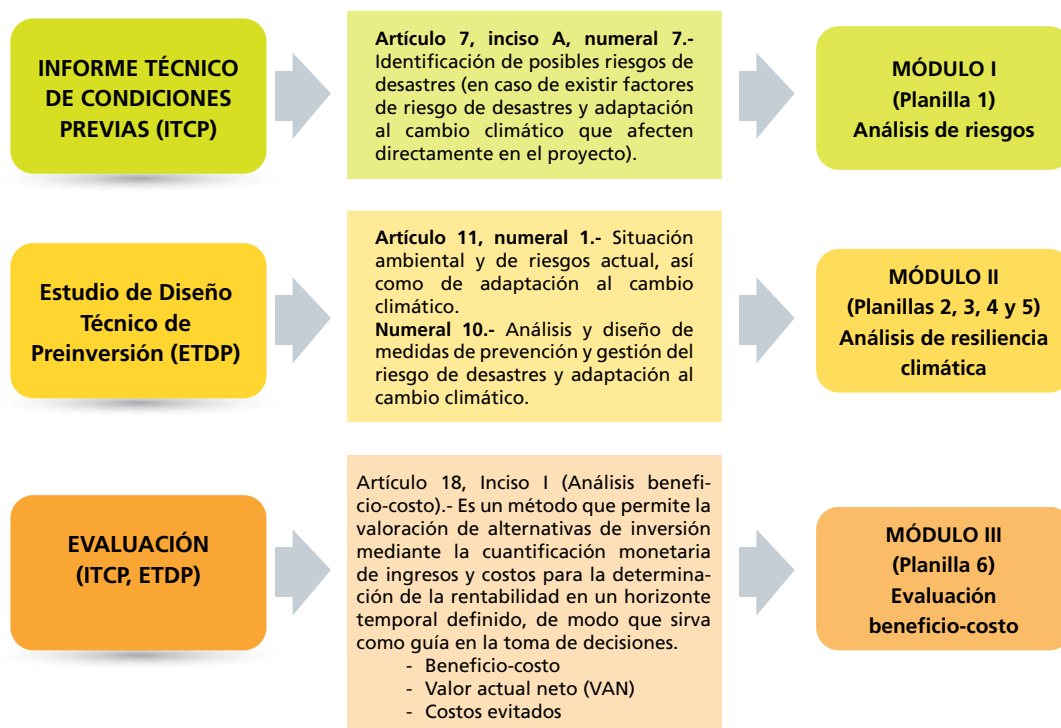 INFORME TÉCNICO
DE CONDICIONES
PREVIAS (ITCP)
Artículo 7, inciso A, numeral 7.-
Identificación de posibles riesgos de
desastres (en caso de existir factores
de riesgo de desastres y adaptación
al cambio climático que afecten
directamente en el proyecto).
MÓDULO I
(Planilla 1)
Análisis de riesgos
Estudio de Diseño
Técnico de
Preinversión (ETDP)
Artículo 11, numeral 1.- Situación
ambiental y de riesgos actual, así
como de adaptación al cambio
climático.
Numeral 10.- Análisis y diseño de
medidas de prevención y gestión del
riesgo de desastres y adaptación al
cambio climático.
MÓDULO II
(Planillas 2, 3, 4 y 5)
Análisis de resiliencia
climática
EVALUACIÓN
(ITCP, ETDP)
Artículo 18, Inciso I (Análisis benefi-
cio-costo).- Es un método que permite la
valoración de alternativas de inversión
mediante la cuantificación monetaria
de ingresos y costos para la determina-
ción de la rentabilidad en un horizonte
temporal definido, de modo que sirva
como guía en la toma de decisiones.
- Beneficio-costo
- Valor actual neto (VAN)
- Costos evitados
MÓDULO III
(Planilla 6)
Evaluación
beneficio-costo